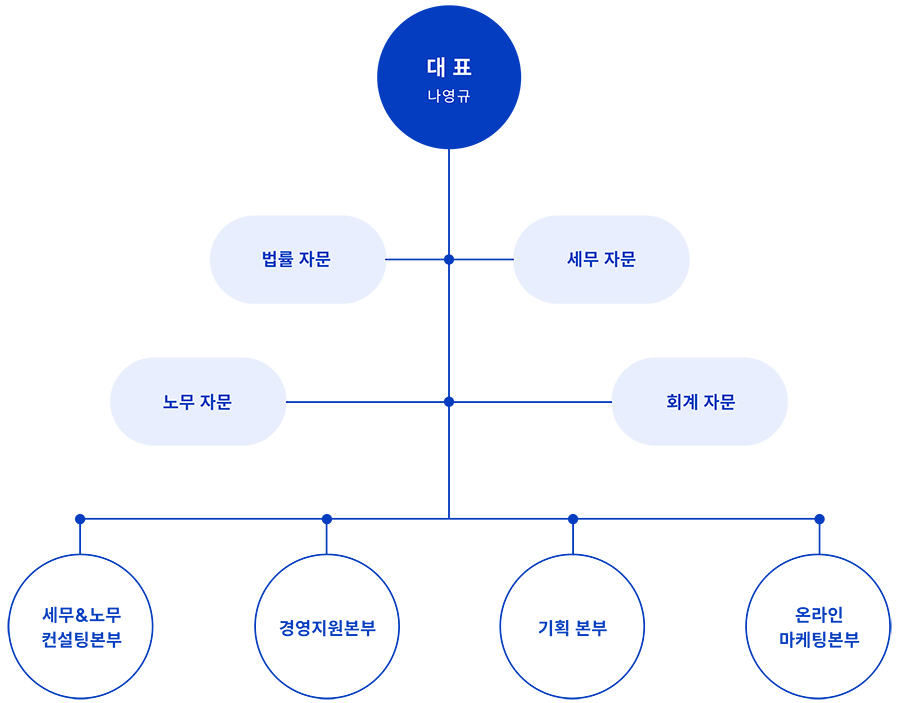 대 표
나영규
법률 자문
세무 자문
노무 자문
회계 자문
세무&노무
컨설팅본부
경영지원본부
기획 본부
온라인
마케팅본부